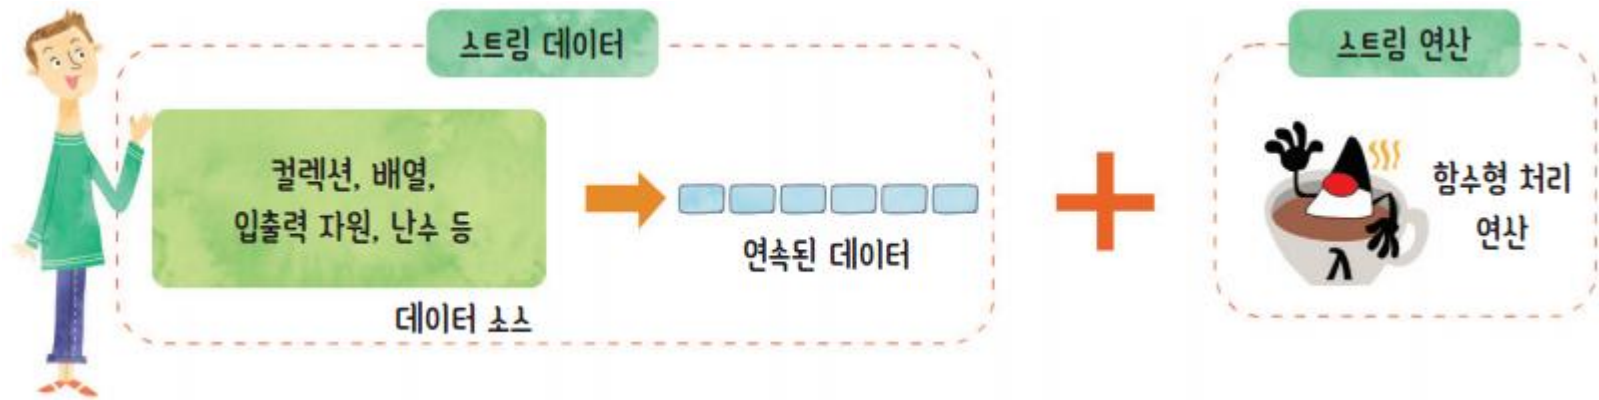 스트림 데이터
컬렉션, 배열,
입출력 자원, 난수 등
데이터 소스
연속된 데이터
스트림 연산
함수형 처리
연산
λ